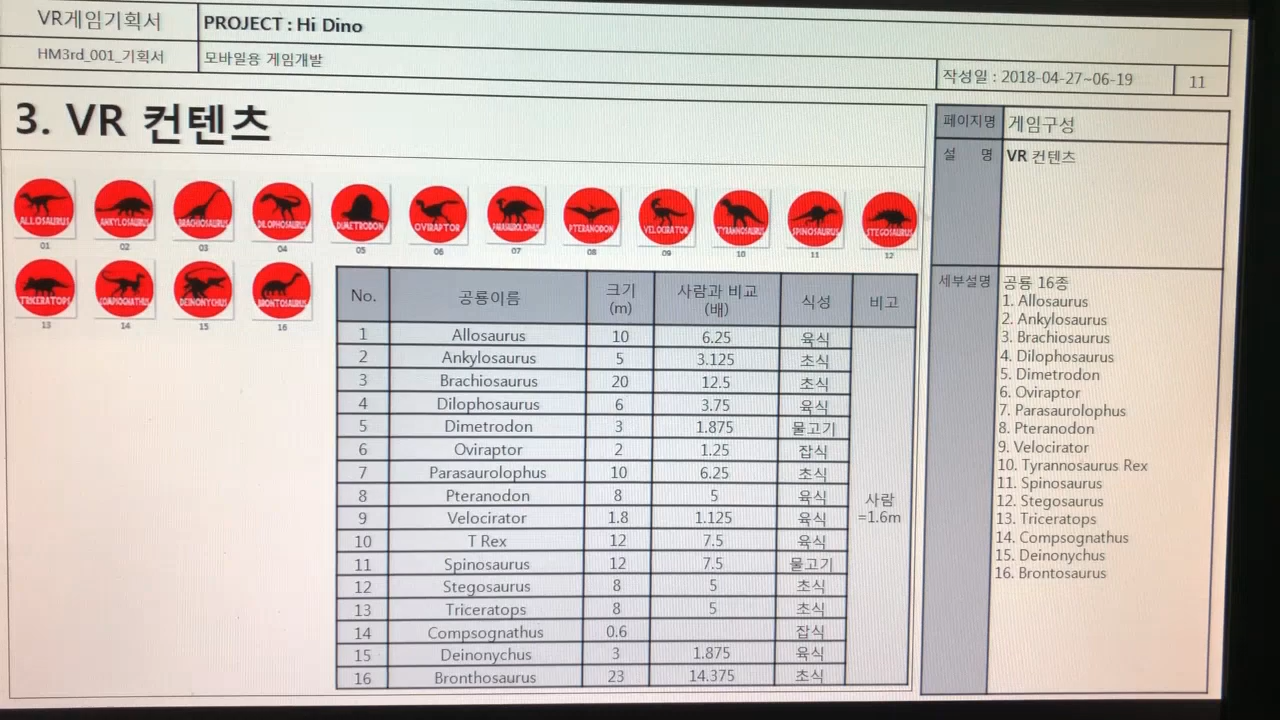 VR게임기획서
PROJECT : Hi Dino
HM3rd_001_기획서
모바일용 게임개발
작성일 : 2018-04-27~06-19
11
3. VR 컨텐츠
페이지명
게임구성
설 명
VR 컨텐츠
ALLOSAURUS ANKYLOSAURUS BRACHIOSAURUS DILOPHOSAURUS DIMETRODON OVIRAPTOR PARASAUROLOPHUS PTERANODON VELOCIRATOR TYRANNOSAURUS SPINOSAURUS STEGOSAURUS
01 02 03 04 05 06 07 08 09 10 11 12
TRICERATOPS COMPSOGNATHUS DEINONYCHUS BRONTOSAURUS
13 14 15 16
No. 공룡이름 크기 (m) 사람과 비교 (배) 식성 비고
1 Allosaurus 10 6.25 육식
2 Ankylosaurus 5 3.125 초식
3 Brachiosaurus 20 12.5 초식
4 Dilophosaurus 6 3.75 육식
5 Dimetrodon 3 1.875 물고기
6 Oviraptor 2 1.25 잡식
7 Parasaurolophus 10 6.25 초식
8 Pteranodon 8 5 육식
9 Velocirator 1.8 1.125 육식
10 T Rex 12 7.5 육식
11 Spinosaurus 12 7.5 물고기
12 Stegosaurus 8 5 초식
13 Triceratops 8 5 초식
14 Compsognathus 0.6 잡식
15 Deinonychus 3 1.875 육식
16 Bronthosaurus 23 14.375 초식
사람
=1.6m
세부설명
공룡 16종
1. Allosaurus
2. Ankylosaurus
3. Brachiosaurus
4. Dilophosaurus
5. Dimetrodon
6. Oviraptor
7. Parasaurolophus
8. Pteranodon
9. Velocirator
10. Tyrannosaurus Rex
11. Spinosaurus
12. Stegosaurus
13. Triceratops
14. Compsognathus
15. Deinonychus
16. Brontosaurus